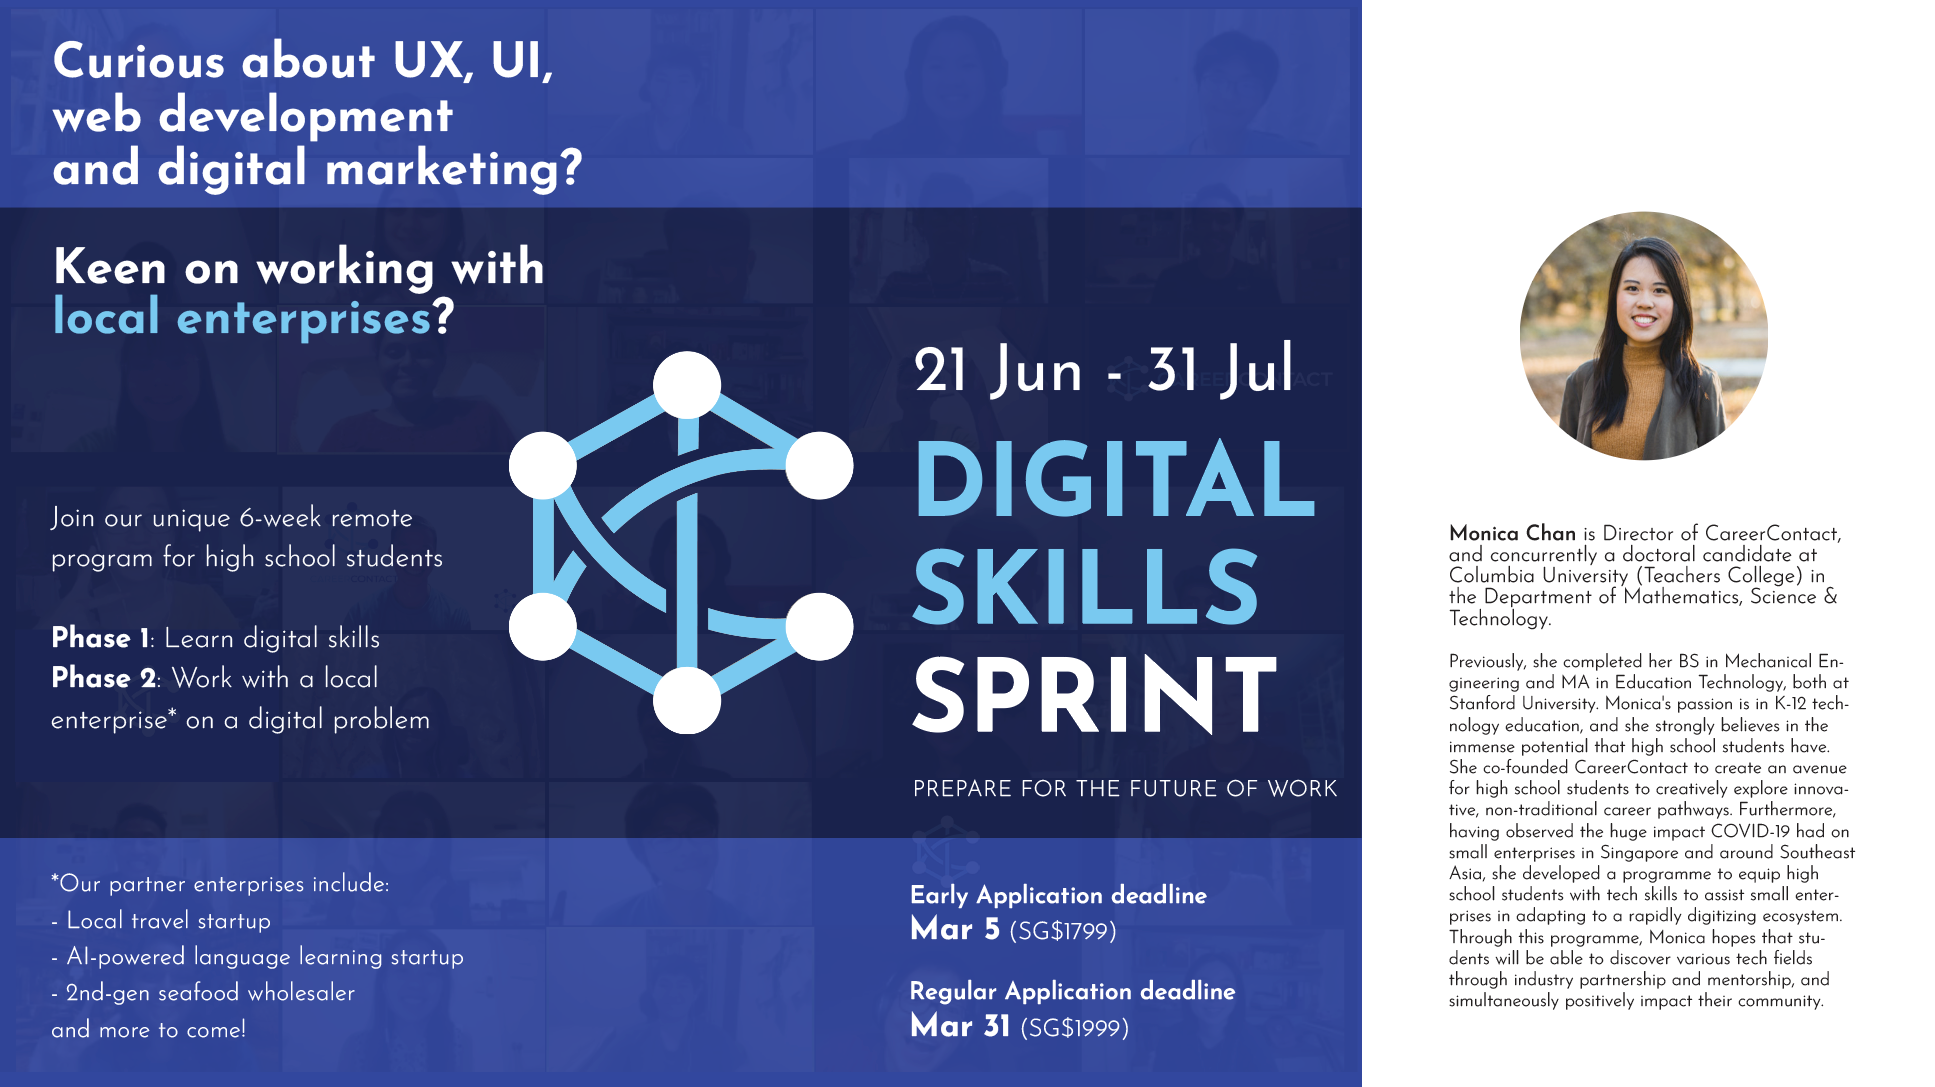 Curious about UX, UI,
web development
and digital marketing?
Keen on working with
local enterprises?
Join our unique 6-week remote
program for high school students
Phase 1: Learn digital skills
Phase 2: Work with a local
enterprise* on a digital problem
*Our partner enterprises include:
- Local travel startup
- AI-powered language learning startup
- 2nd-gen seafood wholesaler
and more to come!
21 Jun - 31 Jul
DIGITAL
SKILLS
SPRINT
PREPARE FOR THE FUTURE OF WORK
Early Application deadline
Mar 5 (SG$1799)
Regular Application deadline
Mar 31 (SG$1999)
Monica Chan is Director of CareerContact,
and concurrently a doctoral candidate at
Columbia University (Teachers College) in
the Department of Mathematics, Science &
Technology.
Previously, she completed her BS in Mechanical En-
gineering and MA in Education Technology, both at
Stanford University. Monica's passion is in K-12 tech-
nology education, and she strongly believes in the
immense potential that high school students have.
She co-founded CareerContact to create an avenue
for high school students to creatively explore innova-
tive, non-traditional career pathways. Furthermore,
having observed the huge impact COVID-19 had on
small enterprises in Singapore and around Southeast
Asia, she developed a programme to equip high
school students with tech skills to assist small enter-
prises in adapting to a rapidly digitizing ecosystem.
Through this programme, Monica hopes that stu-
dents will be able to discover various tech fields
through industry partnership and mentorship, and
simultaneously positively impact their community.